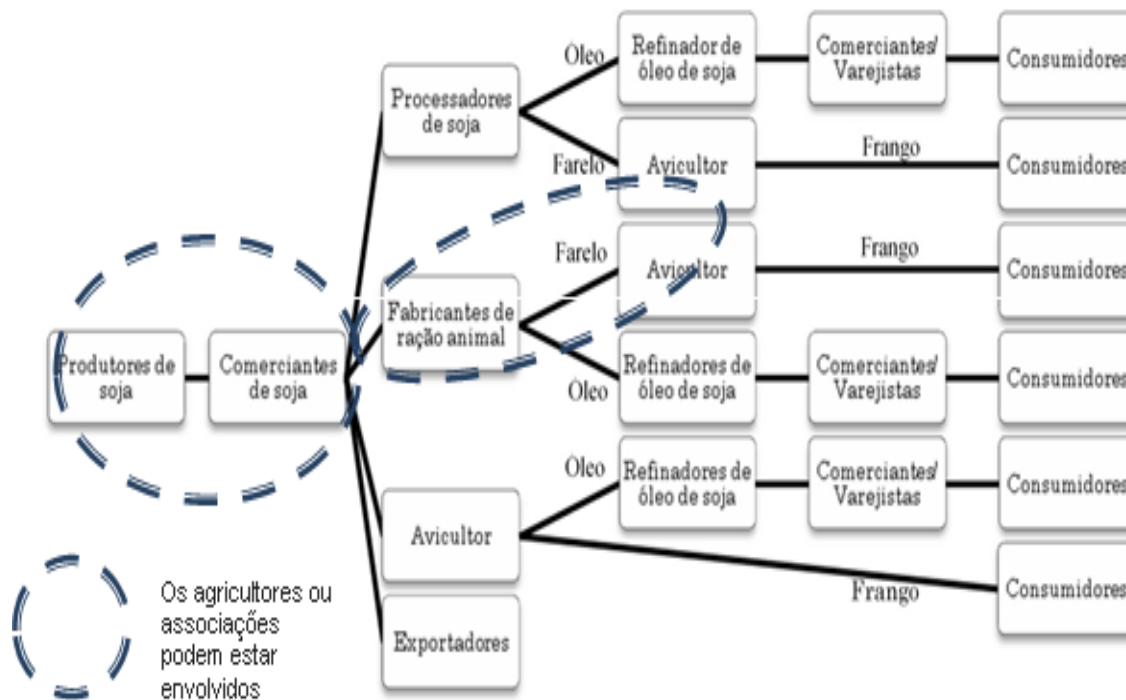 Óleo
Refinador de
óleo de soja
Comerciantes/
Varejistas
Consumidores
Processadores
de soja
Farelo
Avicultor
Frango
Consumidores
Farelo
Avicultor
Frango
Consumidores
Fabricantes de
ração animal
Produtores de
soja
Comerciantes
de soja
Óleo
Refinadores de
óleo de soja
Comerciantes/
Varejistas
Consumidores
Óleo
Refinadores de
óleo de soja
Comerciantes/
Varejistas
Consumidores
Avicultor
Frango
Consumidores
Exportadores
Os agricultores ou
associações
podem estar
envolvidos